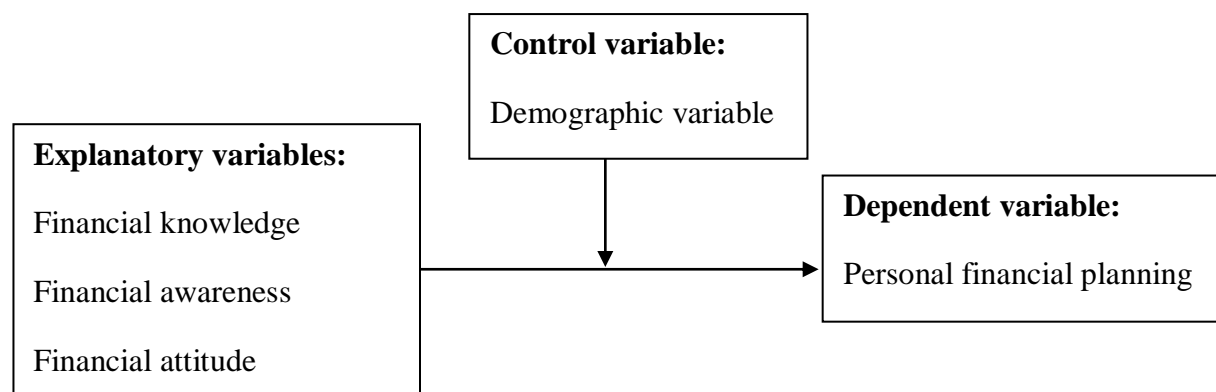 Control variable:
Demographic variable
Explanatory variables:
Financial knowledge
Financial awareness
Financial attitude
Dependent variable:
Personal financial planning